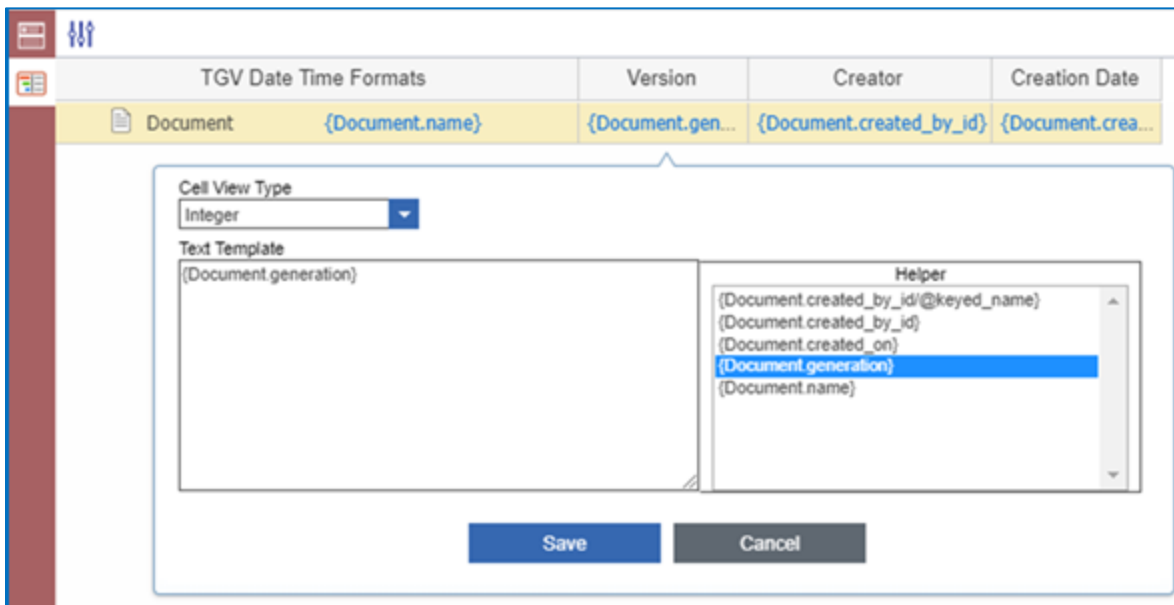 TGV Date Time Formats Version Creator Creation Date
Document {Document.name} {Document.gen... {Document.created_by_id} {Document.crea...
Cell View Type
Integer
Text Template
{Document.generation}
Helper
{Document.created_by_id/@keyed_name}
{Document.created_by_id}
{Document.created_on}
{Document.generation}
{Document.name}
Save Cancel